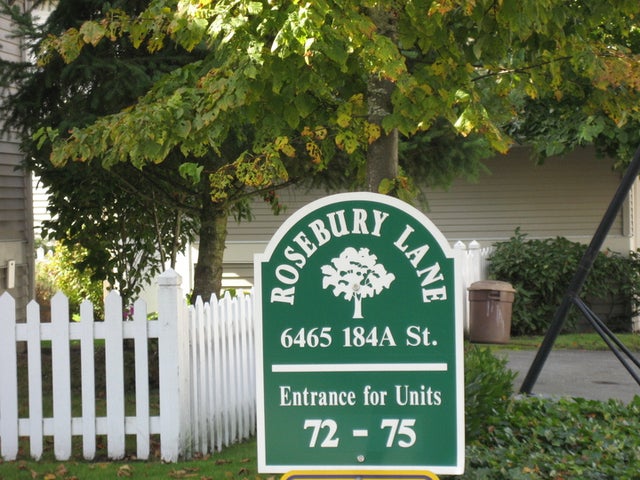 ROSEBURY LANE
6465 184A St.
Entrance for Units
72 - 75